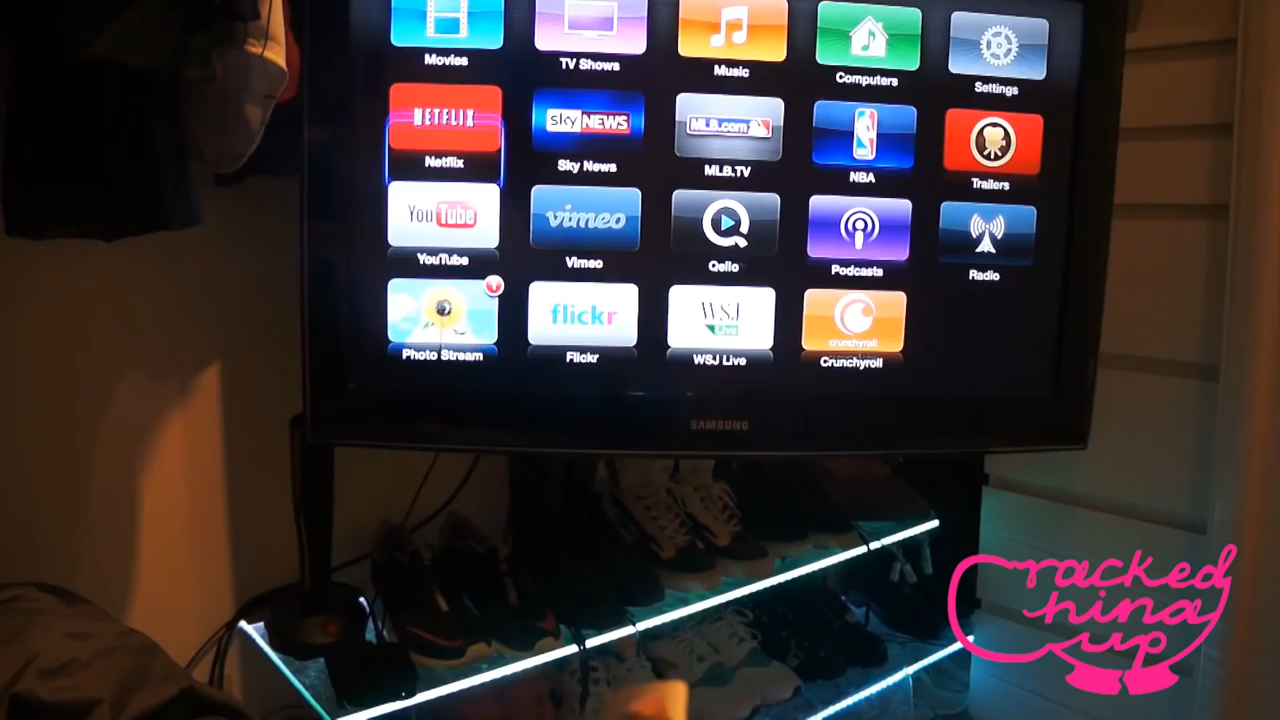 Movies
TV Shows
Music
Computers
Settings
NETFLIX
sky NEWS
MLB.com
NBA
Netflix
Sky News
MLB.TV
NBA
Trailers
YouTube
vimeo
YouTube
Vimeo
Qello
Podcasts
Radio
flickr
WSJ
Live
crunchyroll
Photo Stream
Flickr
WSJ Live
Crunchyroll
SAMSUNG
Cracked
China
Cup